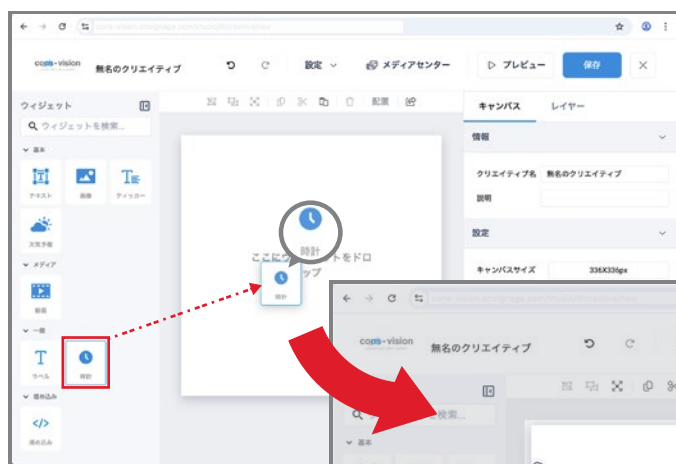 coms-vision
無名のクリエイティブ
設定
メディアセンター
プレビュー
保存
ウィジェット
ウィジェットを検索...
基本
テキスト
画像
ティッカー
天気予報
メディア
動画
一般
ラベル
時計
埋め込み
</>
埋め込み
配置
時計
ここにウ
トをドロ
ップ
時計
キャンバス
レイヤー
情報
クリエイティブ名
無名のクリエイティブ
説明
設定
キャンバスサイズ
336X336px
coms-vision
無名のクリエイティブ
検索...
基本